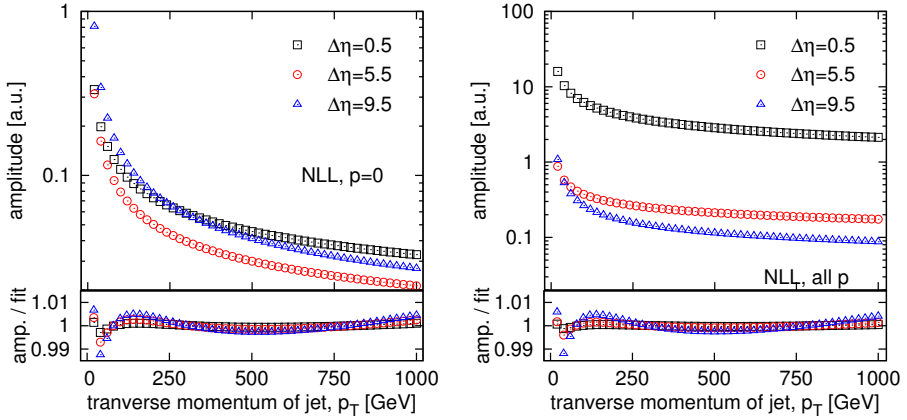 1
0.1
amplitude [a.u.]
Δη=0.5
Δη=5.5
Δη=9.5
NLL, p=0
1.01
1
0.99
amp. / fit
0 250 500 750 1000
tranverse momentum of jet, pT [GeV]
100
10
1
0.1
amplitude [a.u.]
Δη=0.5
Δη=5.5
Δη=9.5
NLL, all p
1.01
1
0.99
amp. / fit
0 250 500 750 1000
tranverse momentum of jet, pT [GeV]